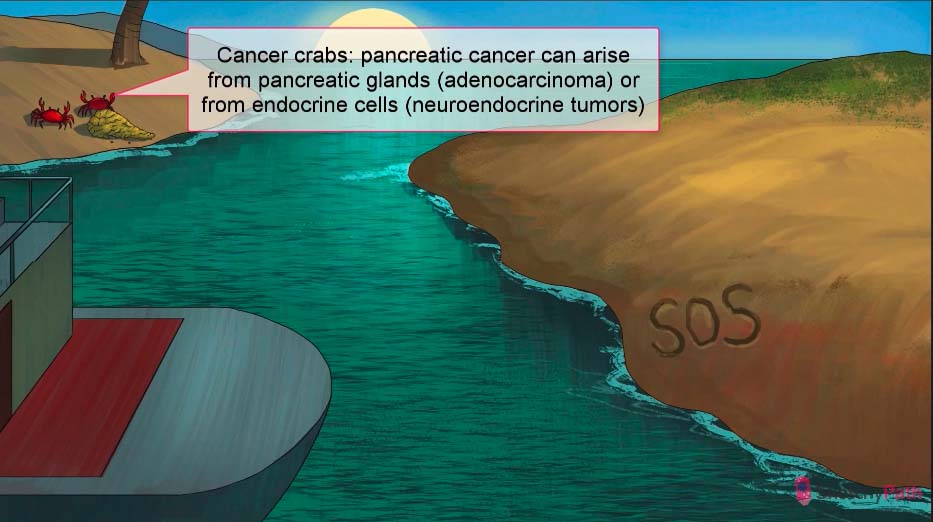 Cancer crabs: pancreatic cancer can arise
from pancreatic glands (adenocarcinoma) or
from endocrine cells (neuroendocrine tumors)
SOS